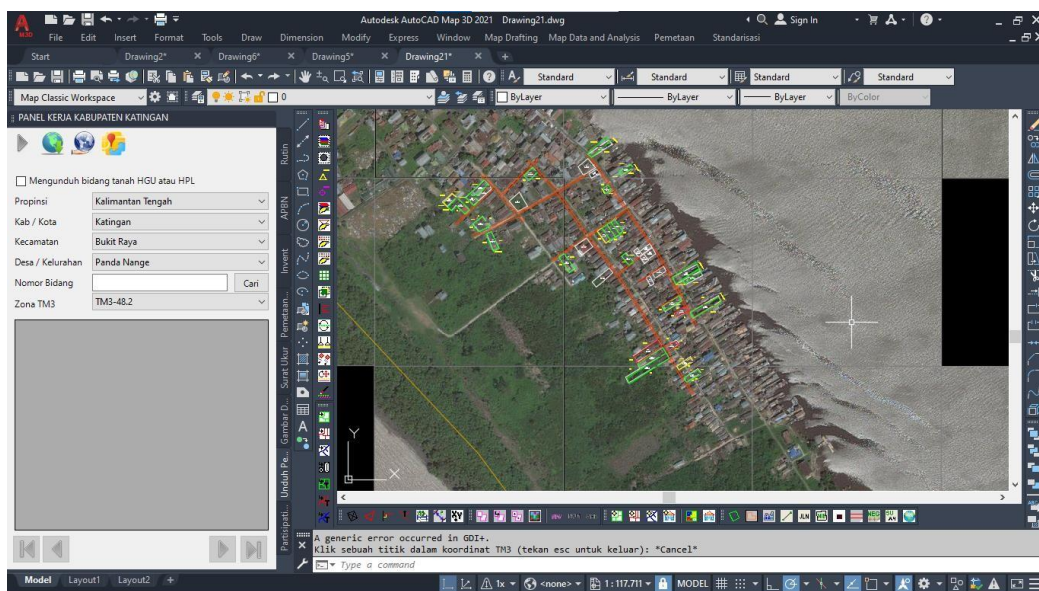 Autodesk AutoCAD Map 3D 2021 Drawing21.dwg
Sign In
M3D
File Edit Insert Format Tools Draw Dimension Modify Express Window Map Drafting Map Data and Analysis Pemetaan Standarisasi
Start Drawing2* Drawing6* Drawing5* Drawing21*
Standard Standard Standard Standard
Map Classic Workspace 0 ByLayer ByLayer ByLayer ByColor
PANEL KERJA KABUPATEN KATINGAN
Mengunduh bidang tanah HGU atau HPL
Propinsi Kalimantan Tengah
Kab / Kota Katingan
Kecamatan Bukit Raya
Desa / Kelurahan Panda Nange
Nomor Bidang Cari
Zona TM3 TM3-48.2
Rutin
APBN
Invent
Pemetaan...
Surat Ukur
Gambar D...
Unduh Pe...
Partisipati...
Y
X
A generic error occurred in GDI+.
Klik sebuah titik dalam koordinat TM3 (tekan esc untuk keluar): *Cancel*
Type a command
Model Layout1 Layout2 +
1x <none> 1 : 117.711 MODEL